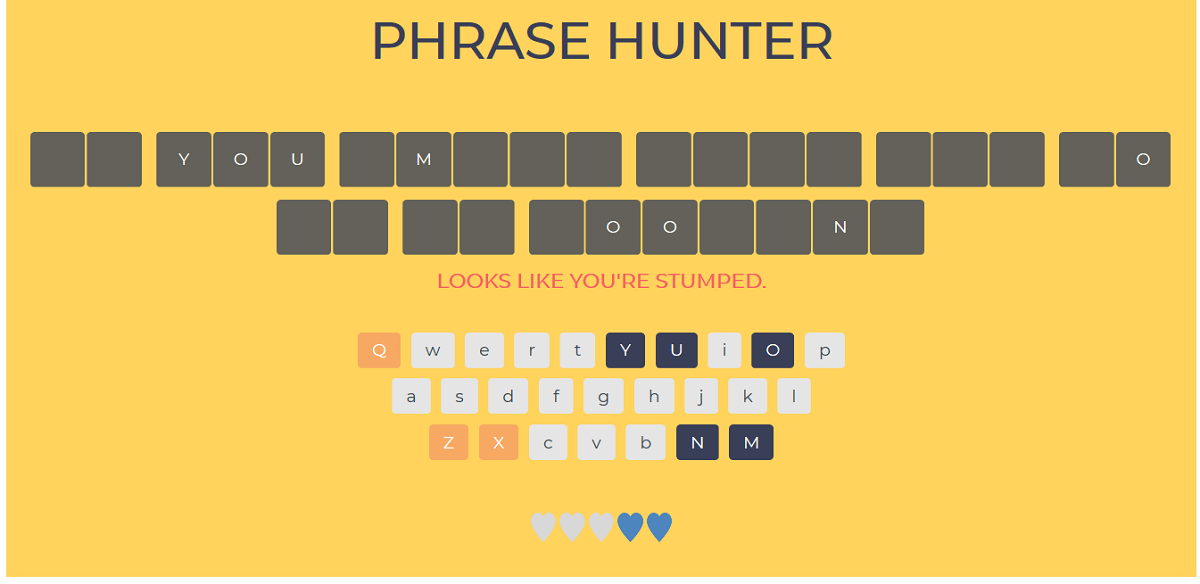 PHRASE HUNTER
Y O U M O
O O N
LOOKS LIKE YOU'RE STUMPED.
Q w e r t Y U i O p
a s d f g h j k l
Z X c v b N M